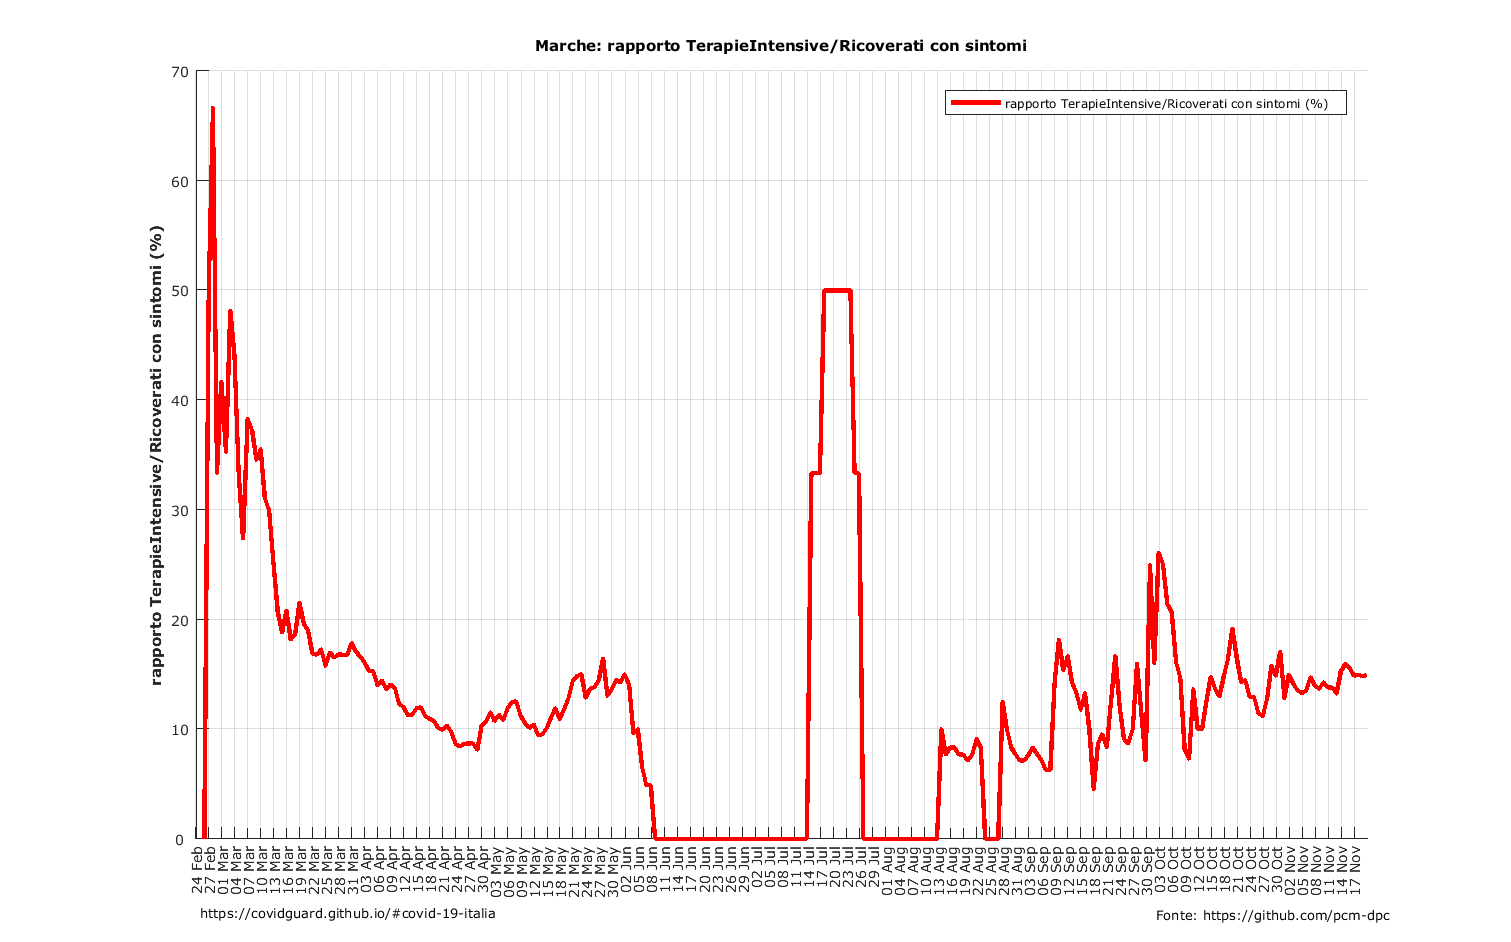 Marche: rapporto TerapieIntensive/Ricoverati con sintomi
rapporto TerapieIntensive/Ricoverati con sintomi (%)
rapporto TerapieIntensive/Ricoverati con sintomi (%)
70
60
50
40
30
20
10
0
24 Feb
27 Feb
01 Mar
04 Mar
07 Mar
10 Mar
13 Mar
16 Mar
19 Mar
22 Mar
25 Mar
28 Mar
31 Mar
03 Apr
06 Apr
09 Apr
12 Apr
15 Apr
18 Apr
21 Apr
24 Apr
27 Apr
30 Apr
03 May
06 May
09 May
12 May
15 May
18 May
21 May
24 May
27 May
30 May
02 Jun
05 Jun
08 Jun
11 Jun
14 Jun
17 Jun
20 Jun
23 Jun
26 Jun
29 Jun
02 Jul
05 Jul
08 Jul
11 Jul
14 Jul
17 Jul
20 Jul
23 Jul
26 Jul
29 Jul
01 Aug
04 Aug
07 Aug
10 Aug
13 Aug
16 Aug
19 Aug
22 Aug
25 Aug
28 Aug
31 Aug
03 Sep
06 Sep
09 Sep
12 Sep
15 Sep
18 Sep
21 Sep
24 Sep
27 Sep
30 Sep
03 Oct
06 Oct
09 Oct
12 Oct
15 Oct
18 Oct
21 Oct
24 Oct
27 Oct
30 Oct
02 Nov
05 Nov
08 Nov
11 Nov
14 Nov
17 Nov
https://covidguard.github.io/#covid-19-italia
Fonte: https://github.com/pcm-dpc